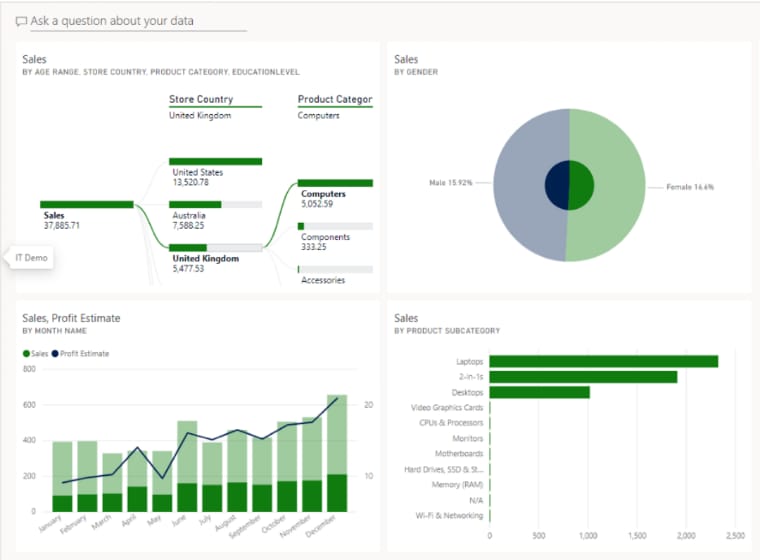 Ask a question about your data
Sales
BY AGE RANGE, STORE COUNTRY, PRODUCT CATEGORY, EDUCATIONLEVEL
Store Country
United Kingdom
Product Categor
Computers
United States
13,520.78
Sales
37,885.71
Australia
7,588.25
United Kingdom
5,477.53
Computers
5,052.59
Components
333.25
Accessories
IT Demo
Sales
BY GENDER
Male 15.92%
Female 16.6%
Sales, Profit Estimate
BY MONTH NAME
Sales Profit Estimate
800
600
400
200
0
20
10
January February March April May June July August September October November December
Sales
BY PRODUCT SUBCATEGORY
Laptops
2-in-1s
Desktops
Video Graphics Cards
CPUs & Processors
Monitors
Motherboards
Hard Drives, SSD & St...
Memory (RAM)
N/A
Wi-Fi & Networking
0 500 1,000 1,500 2,000 2,500